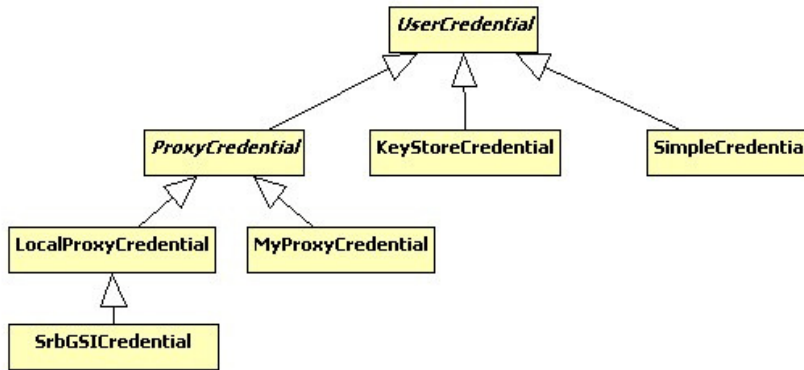 UserCredential
ProxyCredential
KeyStoreCredential
SimpleCredentia
LocalProxyCredential
MyProxyCredential
SrbGSICredential